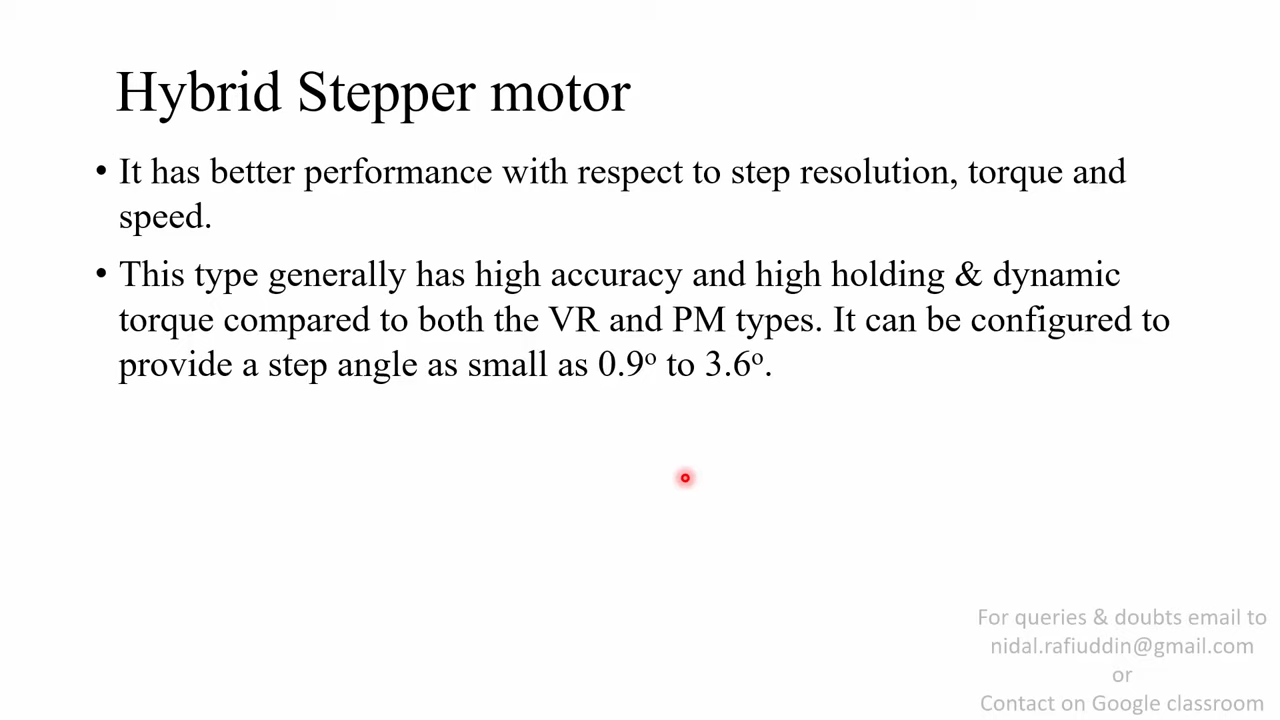 Hybrid Stepper motor
• It has better performance with respect to step resolution, torque and
speed.
• This type generally has high accuracy and high holding & dynamic
torque compared to both the VR and PM types. It can be configured to
provide a step angle as small as 0.9ᵒ to 3.6ᵒ.
For queries & doubts email to
nidal.rafiuddin@gmail.com
or
Contact on Google classroom